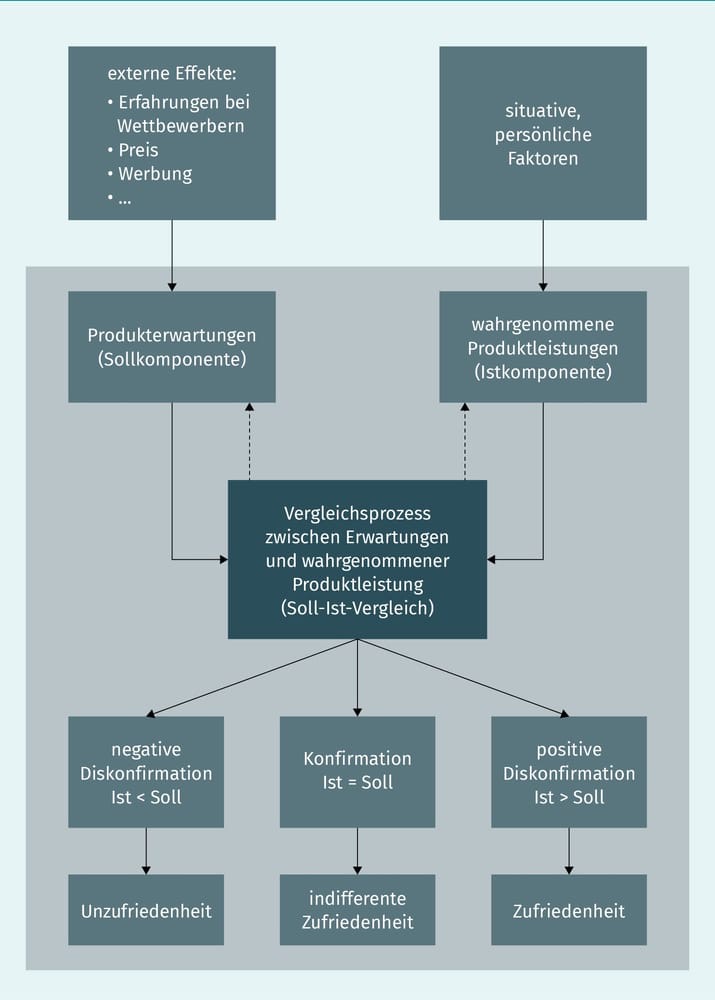 externe Effekte:
• Erfahrungen bei
Wettbewerbern
• Preis
• Werbung
• ...
situative,
persönliche
Faktoren
Produkterwartungen
(Sollkomponente)
wahrgenommene
Produktleistungen
(Istkomponente)
Vergleichsprozess
zwischen Erwartungen
und wahrgenommener
Produktleistung
(Soll-Ist-Vergleich)
negative
Diskonfirmation
Ist < Soll
Konfirmation
Ist = Soll
positive
Diskonfirmation
Ist > Soll
Unzufriedenheit
indifferente
Zufriedenheit
Zufriedenheit